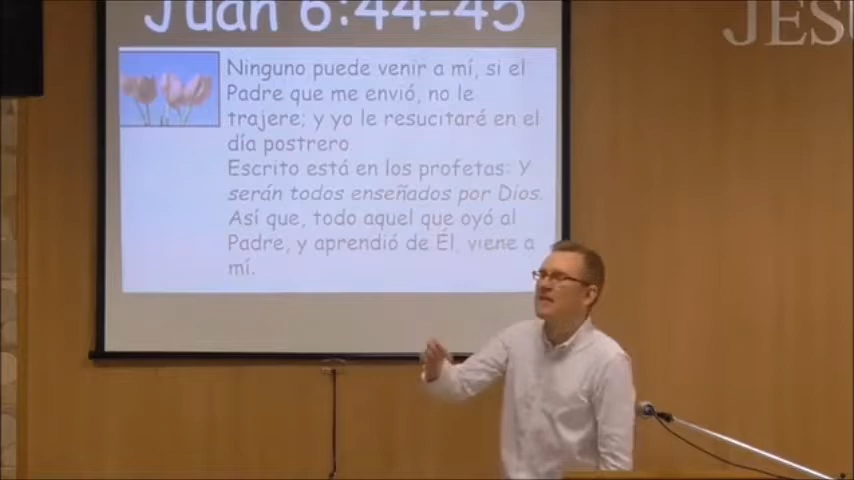 Juan 6:44-45
JESU
Ninguno puede venir a mí, si el
Padre que me envió, no le
trajere; y yo le resucitaré en el
día postrero
Escrito está en los profetas: Y
serán todos enseñados por Dios.
Así que, todo aquel que oyó al
Padre, y aprendió de Él, viene a
mí.